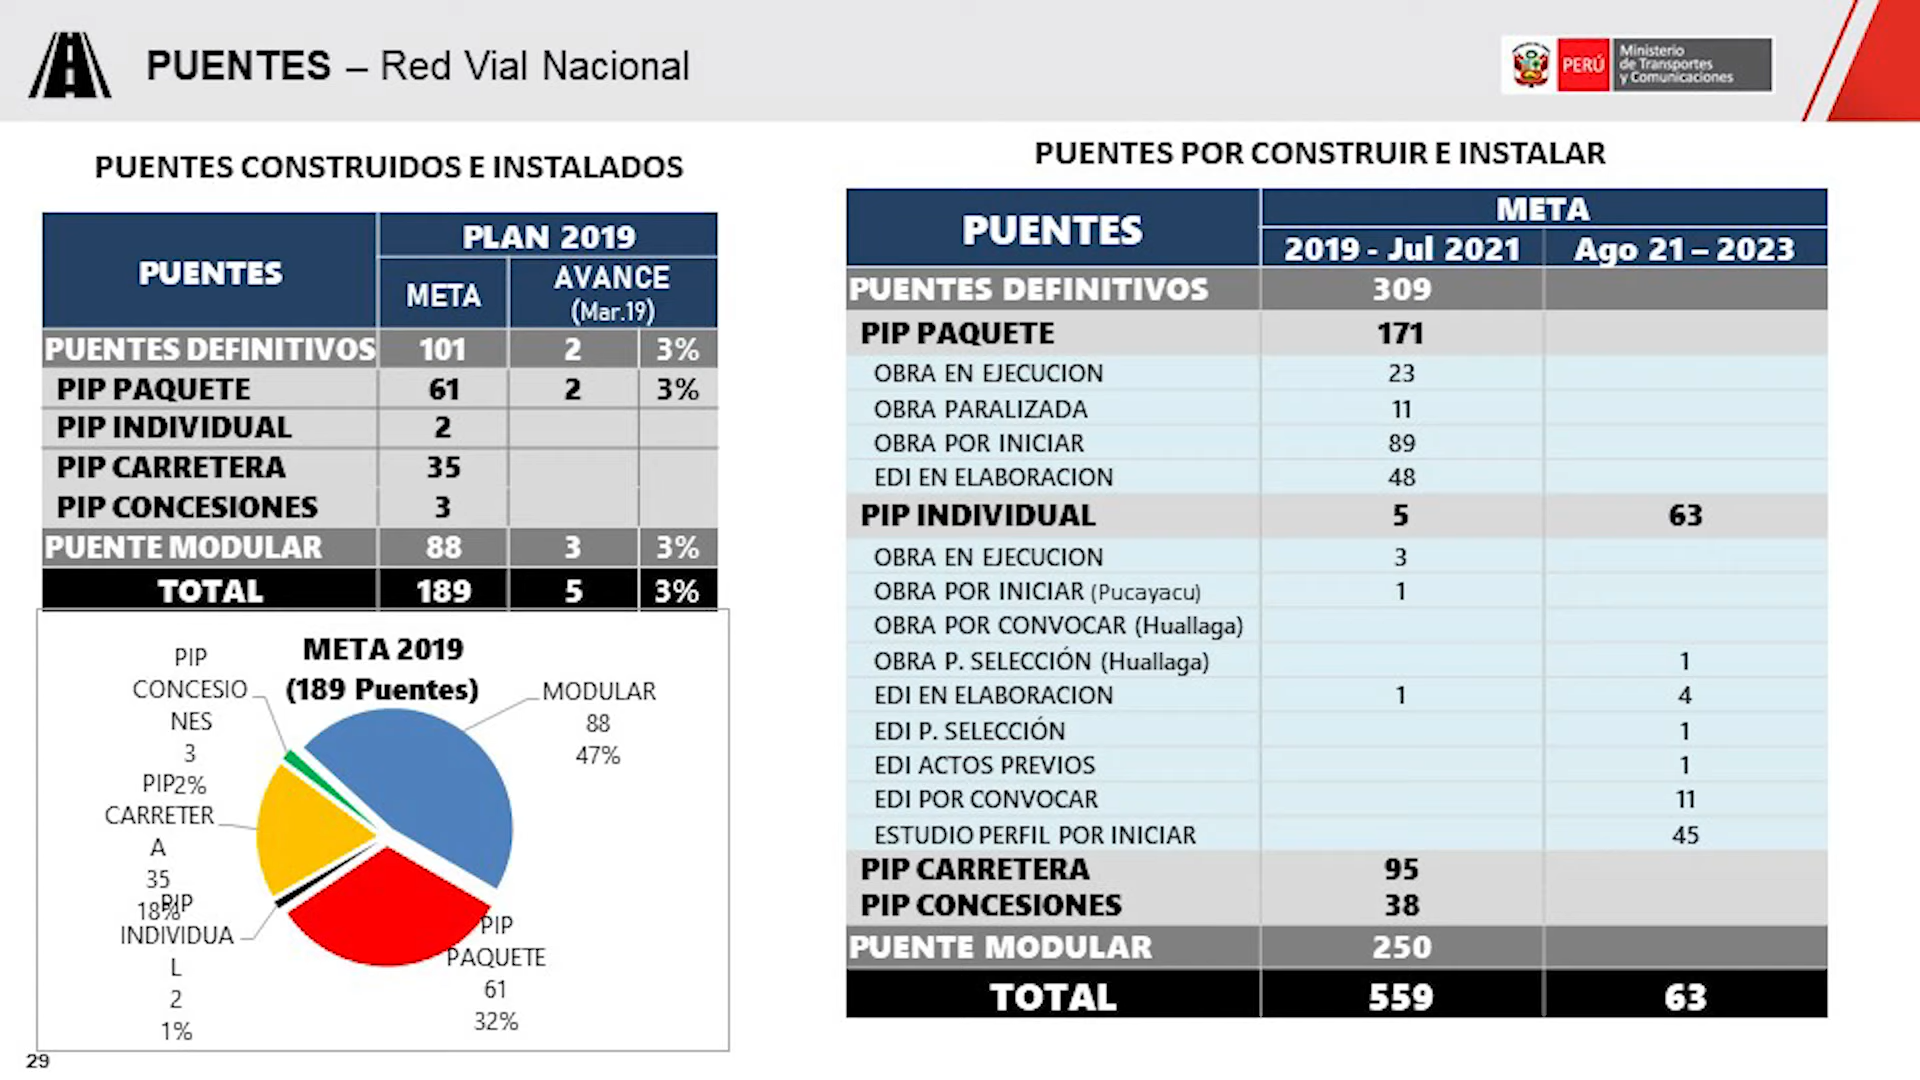 PUENTES – Red Vial Nacional
PERÚ
Ministerio
de Transportes
y Comunicaciones
PUENTES CONSTRUIDOS E INSTALADOS
PUENTES
PLAN 2019
META
AVANCE
(Mar.19)
PUENTES DEFINITIVOS 101 2 3%
PIP PAQUETE 61 2 3%
PIP INDIVIDUAL 2
PIP CARRETERA 35
PIP CONCESIONES 3
PUENTE MODULAR 88 3 3%
TOTAL 189 5 3%
META 2019
(189 Puentes)
PIP
CONCESIO
NES
3
2%
MODULAR
88
47%
PIP
CARRETER
A
35
18%
PIP
INDIVIDUA
L
2
1%
PIP
PAQUETE
61
32%
29
PUENTES POR CONSTRUIR E INSTALAR
PUENTES
META
2019 - Jul 2021 Ago 21 – 2023
PUENTES DEFINITIVOS 309
PIP PAQUETE 171
OBRA EN EJECUCION 23
OBRA PARALIZADA 11
OBRA POR INICIAR 89
EDI EN ELABORACION 48
PIP INDIVIDUAL 5 63
OBRA EN EJECUCION 3
OBRA POR INICIAR (Pucayacu) 1
OBRA POR CONVOCAR (Huallaga)
OBRA P. SELECCIÓN (Huallaga) 1
EDI EN ELABORACION 1 4
EDI P. SELECCIÓN 1
EDI ACTOS PREVIOS 1
EDI POR CONVOCAR 11
ESTUDIO PERFIL POR INICIAR 45
PIP CARRETERA 95
PIP CONCESIONES 38
PUENTE MODULAR 250
TOTAL 559 63